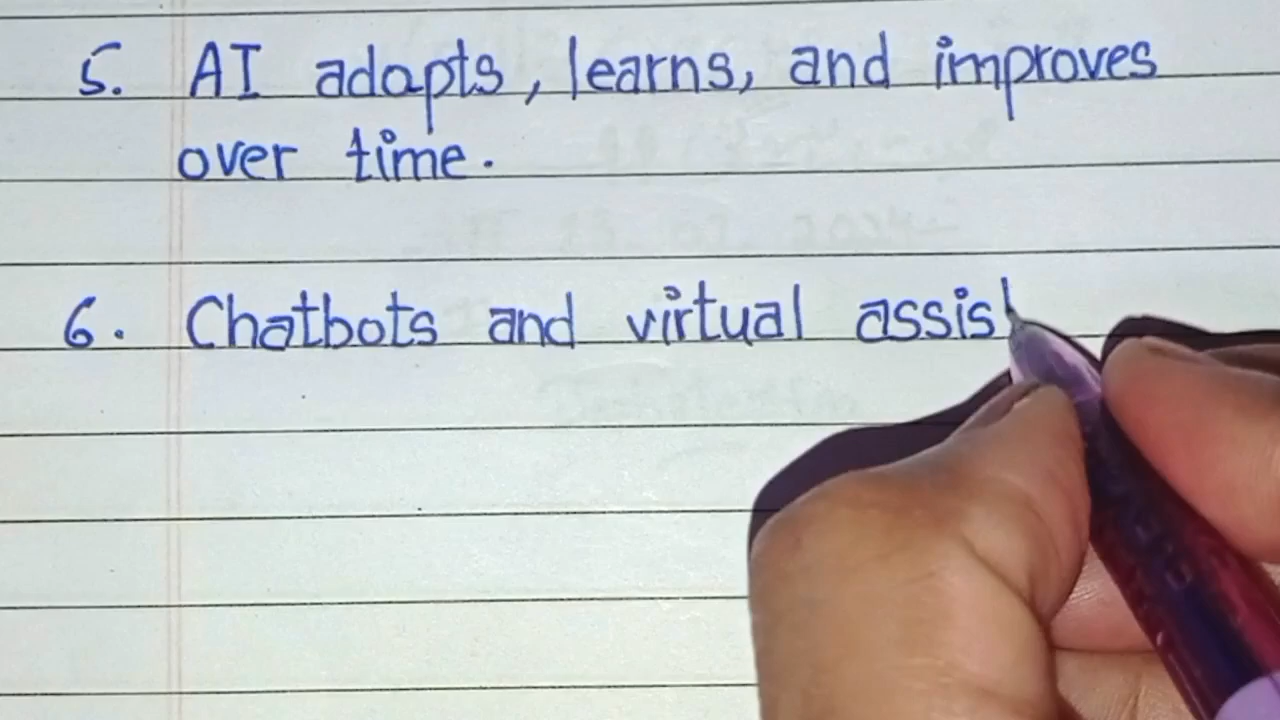 5. AI adapts, learns, and improves
over time.
6. Chatbots and virtual assis